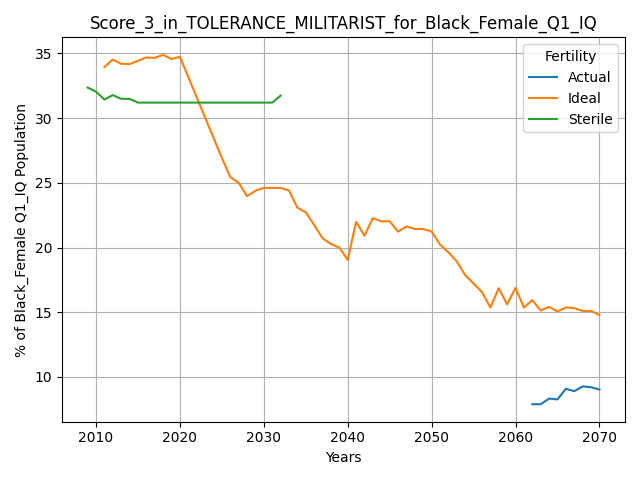 Score_3_in_TOLERANCE_MILITARIST_for_Black_Female_Q1_IQ
% of Black_Female Q1_IQ Population
35
30
25
20
15
10
Fertility
Actual
Ideal
Sterile
2010 2020 2030 2040 2050 2060 2070
Years